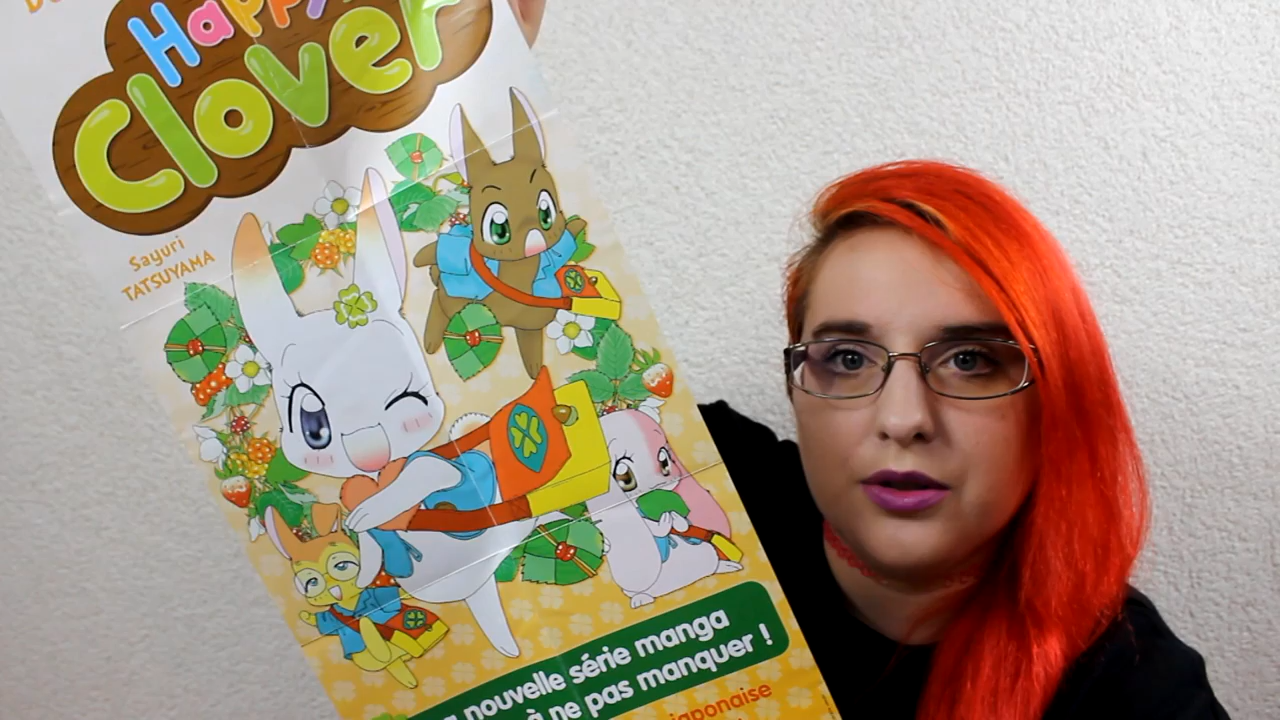 Happy
Clover
Sayuri
TATSUYAMA
nouvelle série manga
à ne pas manquer !
japonaise